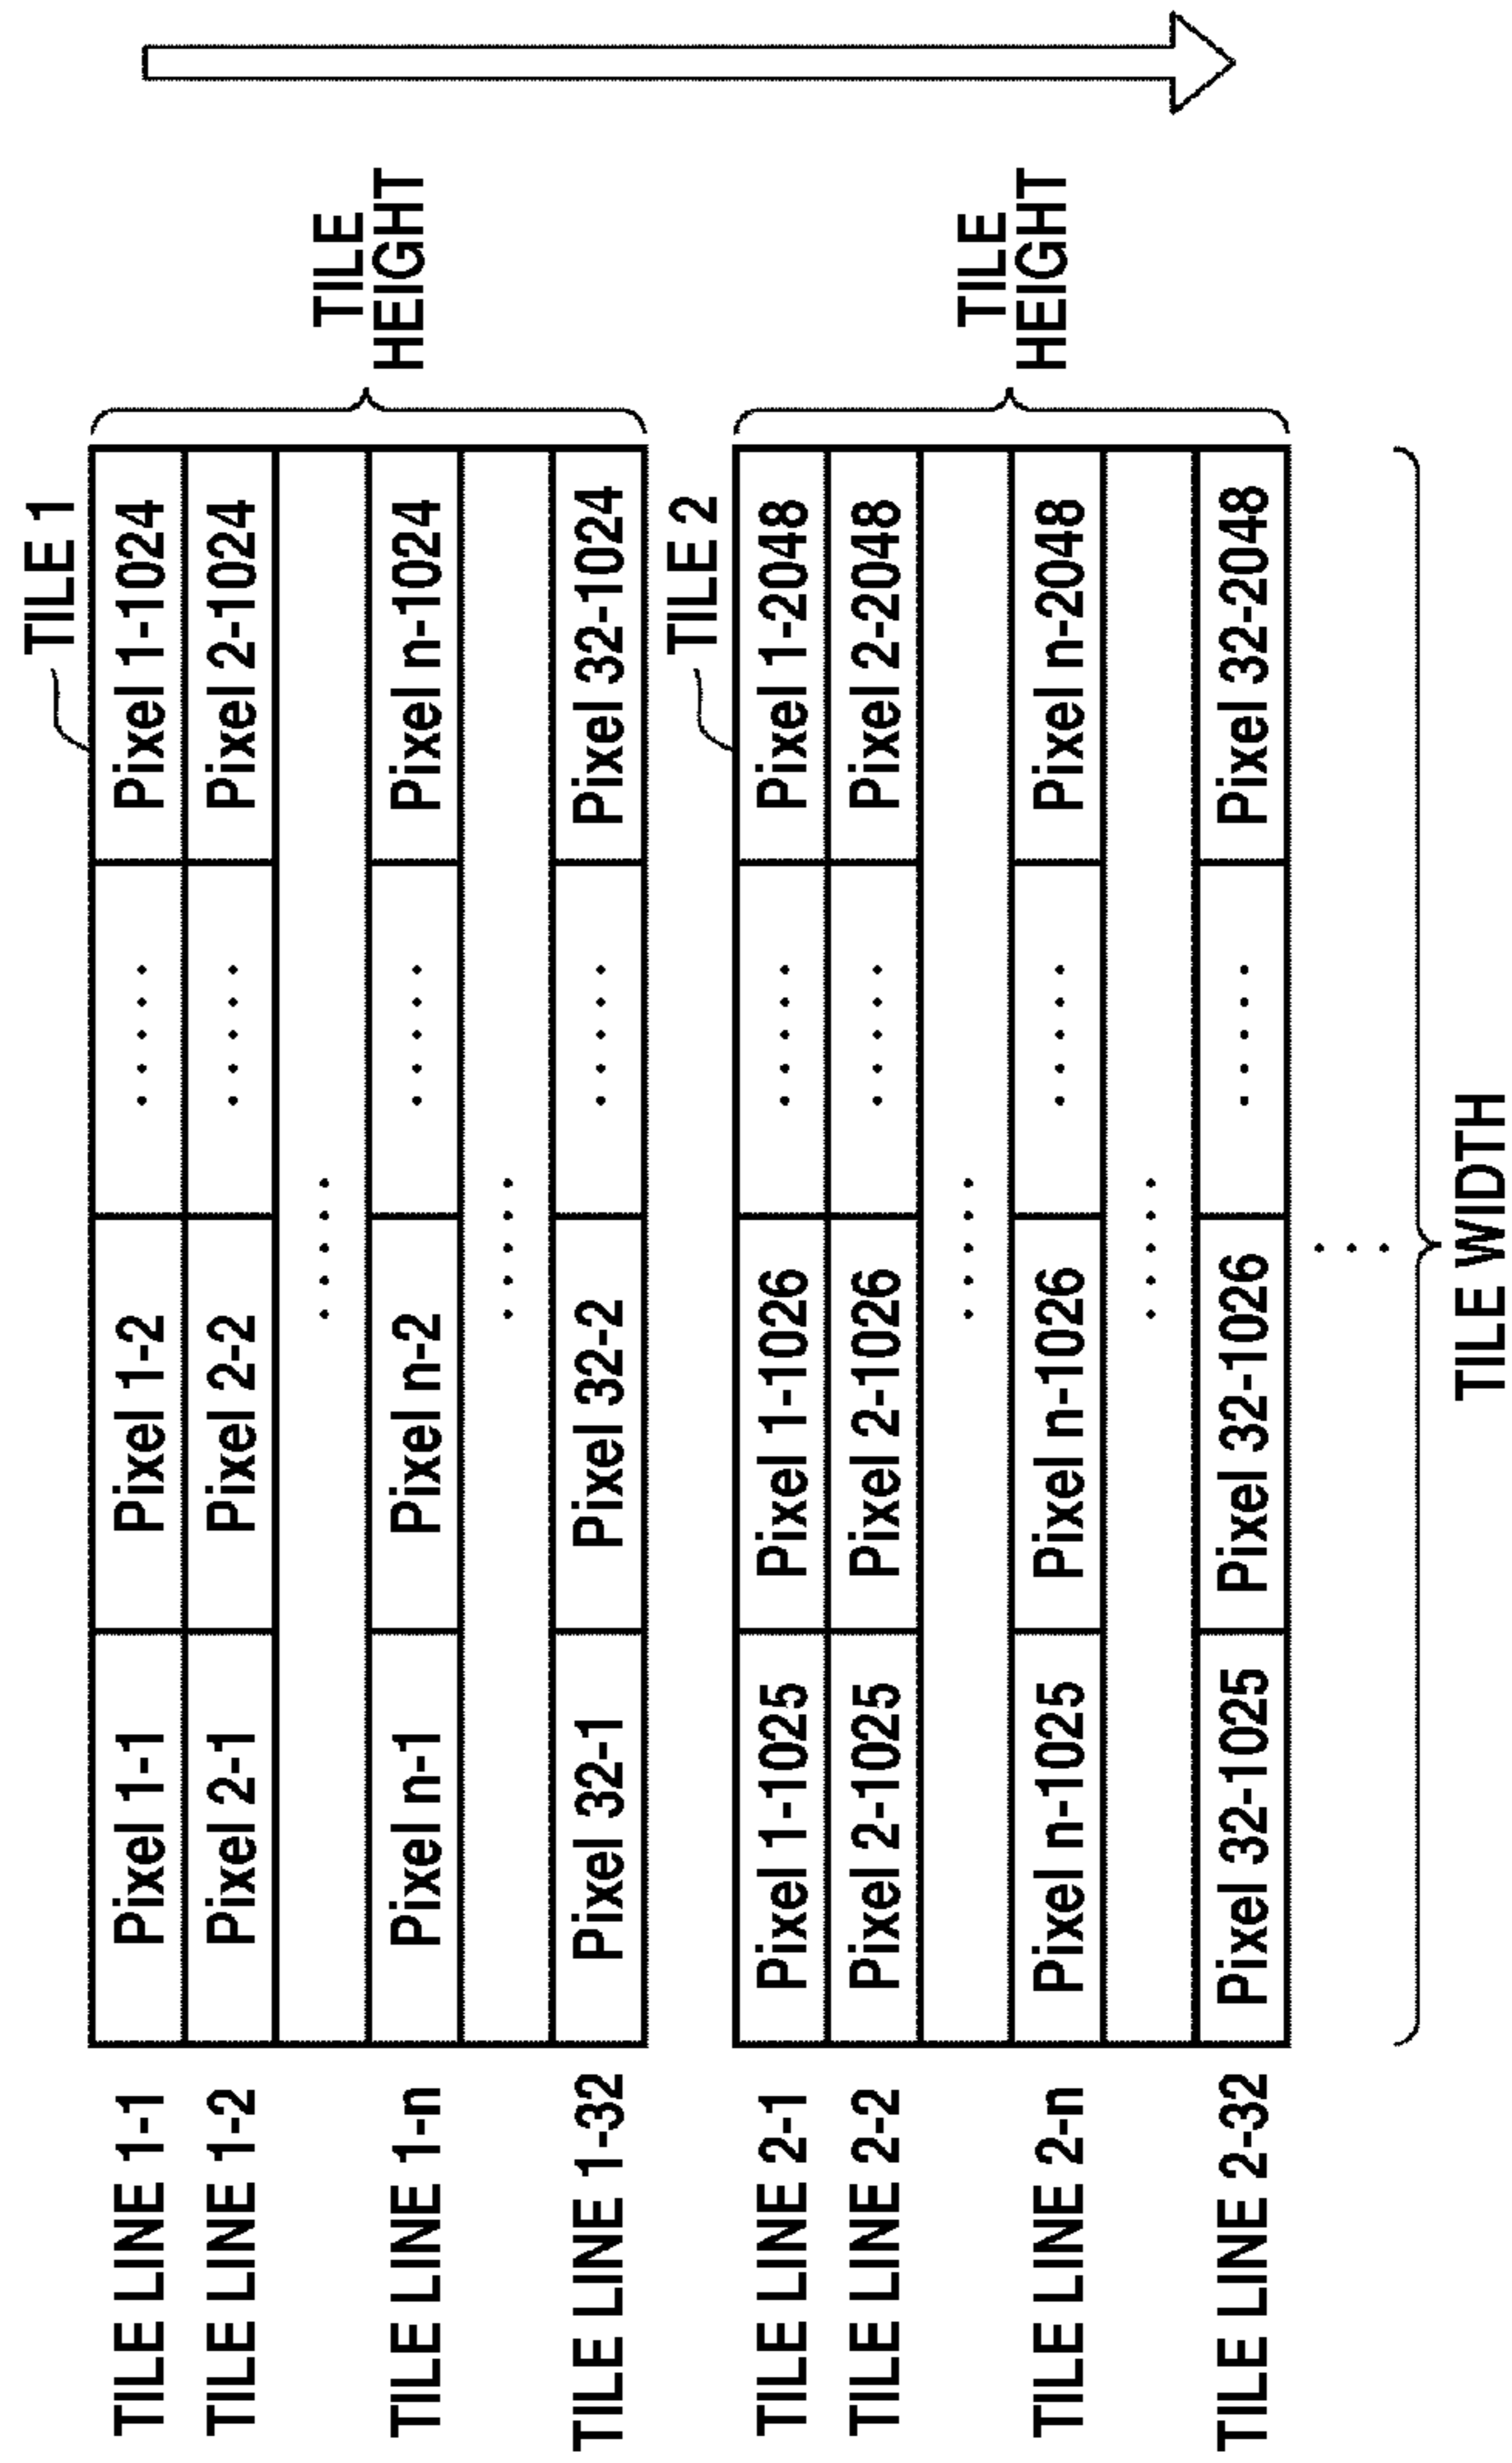 TILE 1
TILE LINE 1-1 Pixel 1-1 Pixel 1-2 ..... Pixel 1-1024
TILE LINE 1-2 Pixel 2-1 Pixel 2-2 ..... Pixel 2-1024
.....
TILE LINE 1-n Pixel n-1 Pixel n-2 ..... Pixel n-1024
.....
TILE LINE 1-32 Pixel 32-1 Pixel 32-2 ..... Pixel 32-1024
TILE
HEIGHT
TILE 2
TILE LINE 2-1 Pixel 1-1025 Pixel 1-1026 ..... Pixel 1-2048
TILE LINE 2-2 Pixel 2-1025 Pixel 2-1026 ..... Pixel 2-2048
.....
TILE LINE 2-n Pixel n-1025 Pixel n-1026 ..... Pixel n-2048
.....
TILE LINE 2-32 Pixel 32-1025 Pixel 32-1026 ..... Pixel 32-2048
TILE
HEIGHT
...
TILE WIDTH